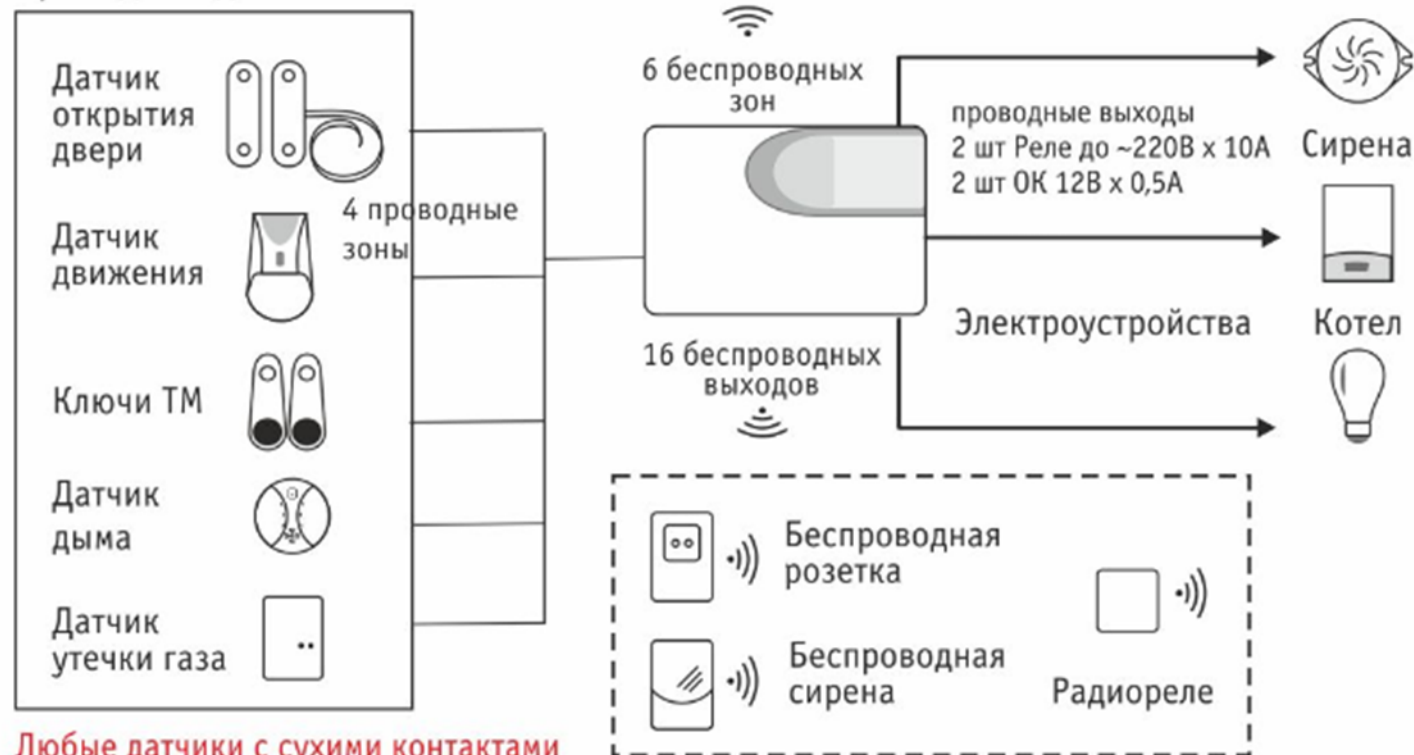 Датчик
открытия
двери
4 проводные
зоны
Датчик
движения
Ключи ТМ
Датчик
дыма
Датчик
утечки газа
Любые датчики с сухими контактами
6 беспроводных
зон
16 беспроводных
выходов
проводные выходы
2 шт Реле до ~220В х 10А
2 шт ОК 12В х 0,5А
Электроустройства
Сирена
Котел
Беспроводная
розетка
Беспроводная
сирена
Радиореле